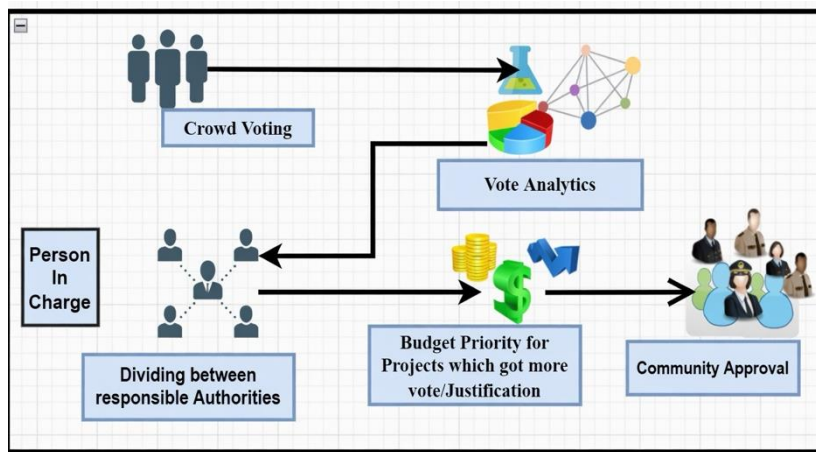 Crowd Voting
Vote Analytics
Person
In
Charge
Dividing between
responsible Authorities
Budget Priority for
Projects which got more
vote/Justification
Community Approval